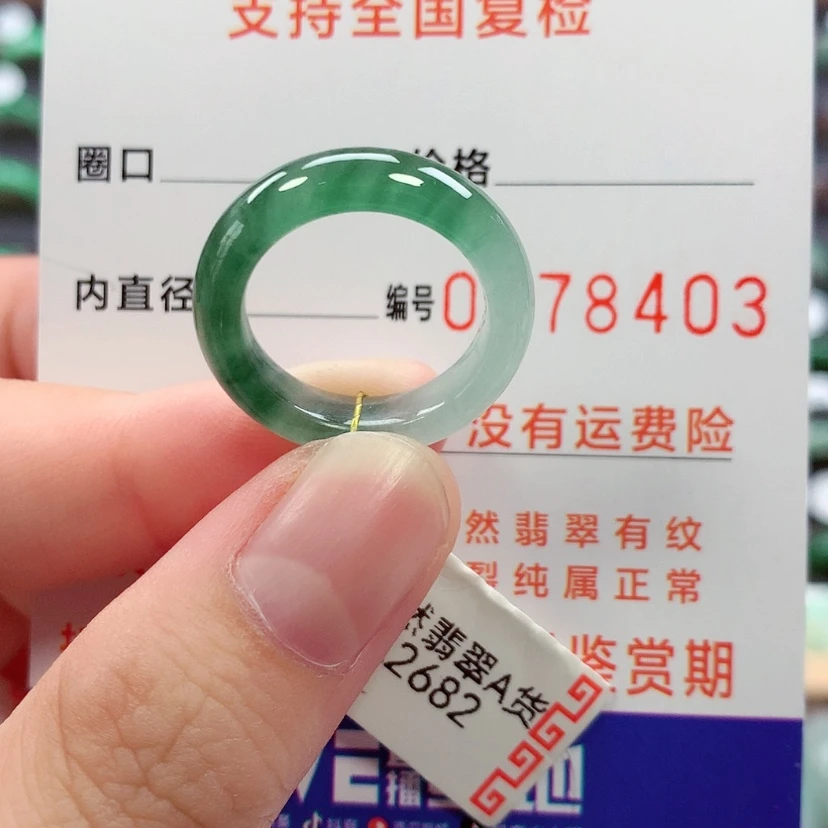 支持全国复检
圈口 价格
内直径 编号 0 78403
没有运费险
然翡翠有纹
裂纯属正常
鉴赏期
然翡翠A货
2682